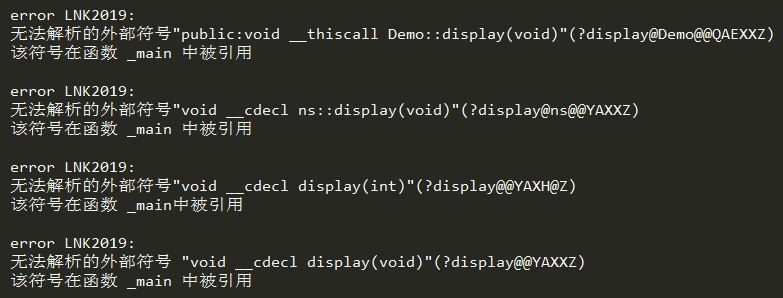 error LNK2019:
无法解析的外部符号"public:void __thiscall Demo::display(void)"(?display@Demo@@QAEXXZ)
该符号在函数 _main 中被引用
error LNK2019:
无法解析的外部符号"void __cdecl ns::display(void)"(?display@ns@@YAXXZ)
该符号在函数 _main 中被引用
error LNK2019:
无法解析的外部符号"void __cdecl display(int)"(?display@@YAXH@Z)
该符号在函数 _main中被引用
error LNK2019:
无法解析的外部符号 "void __cdecl display(void)"(?display@@YAXXZ)
该符号在函数 _main 中被引用